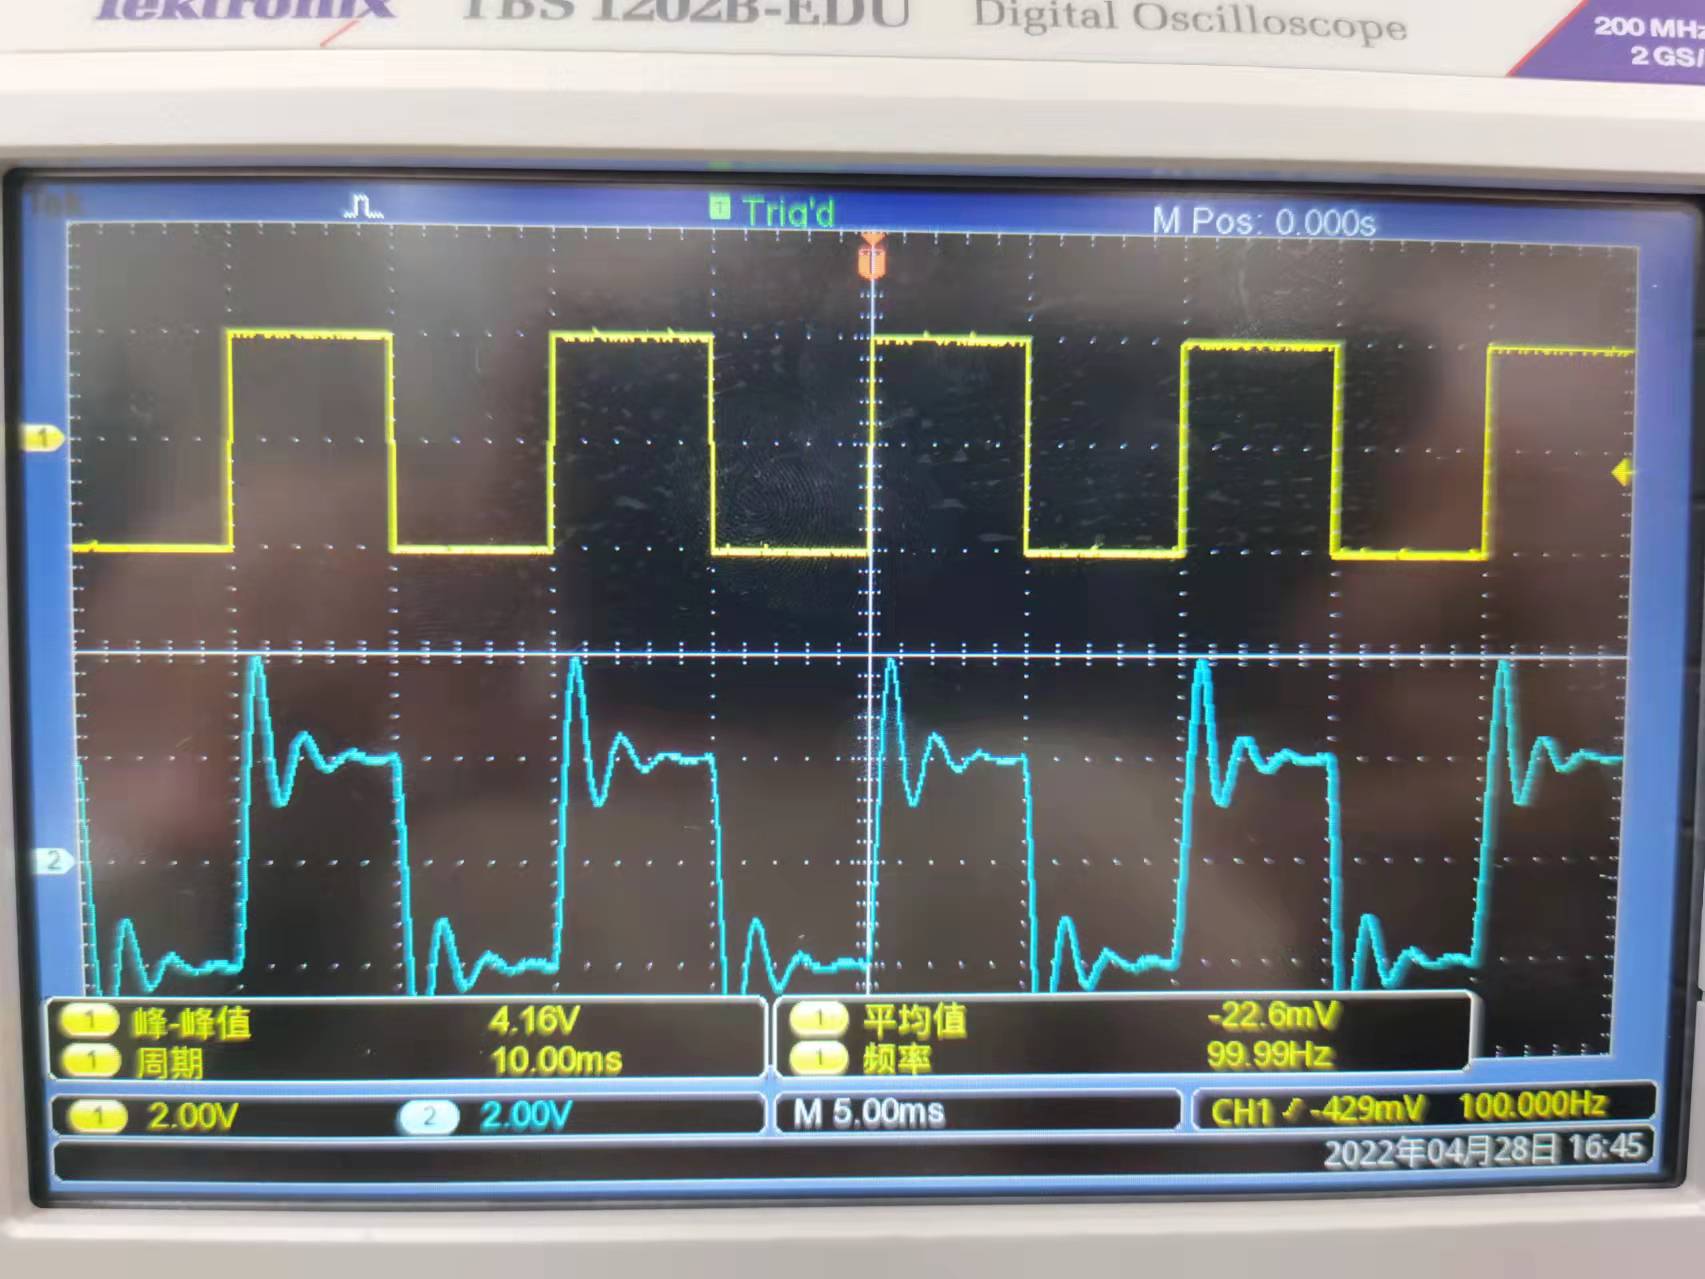 Tektronix TBS 1202B-EDU Digital Oscilloscope
200 MHz
2 GS/
Tek 1 Trig'd M Pos: 0.000s
T
1
2
1 峰-峰值 4.16V
1 周期 10.00ms
1 平均值 -22.6mV
1 频率 99.99Hz
1 2.00V 2 2.00V M 5.00ms CH1 -429mV 100.000Hz
2022年04月28日 16:45